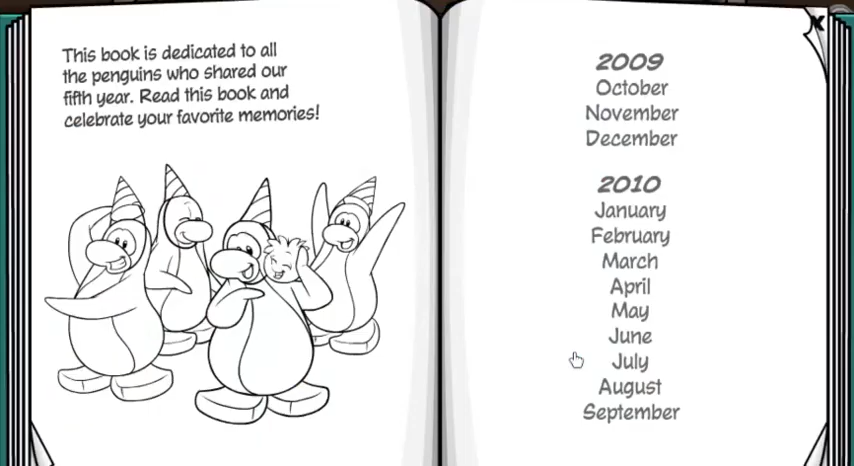 This book is dedicated to all
the penguins who shared our
fifth year. Read this book and
celebrate your favorite memories!
2009
October
November
December
2010
January
February
March
April
May
June
July
August
September